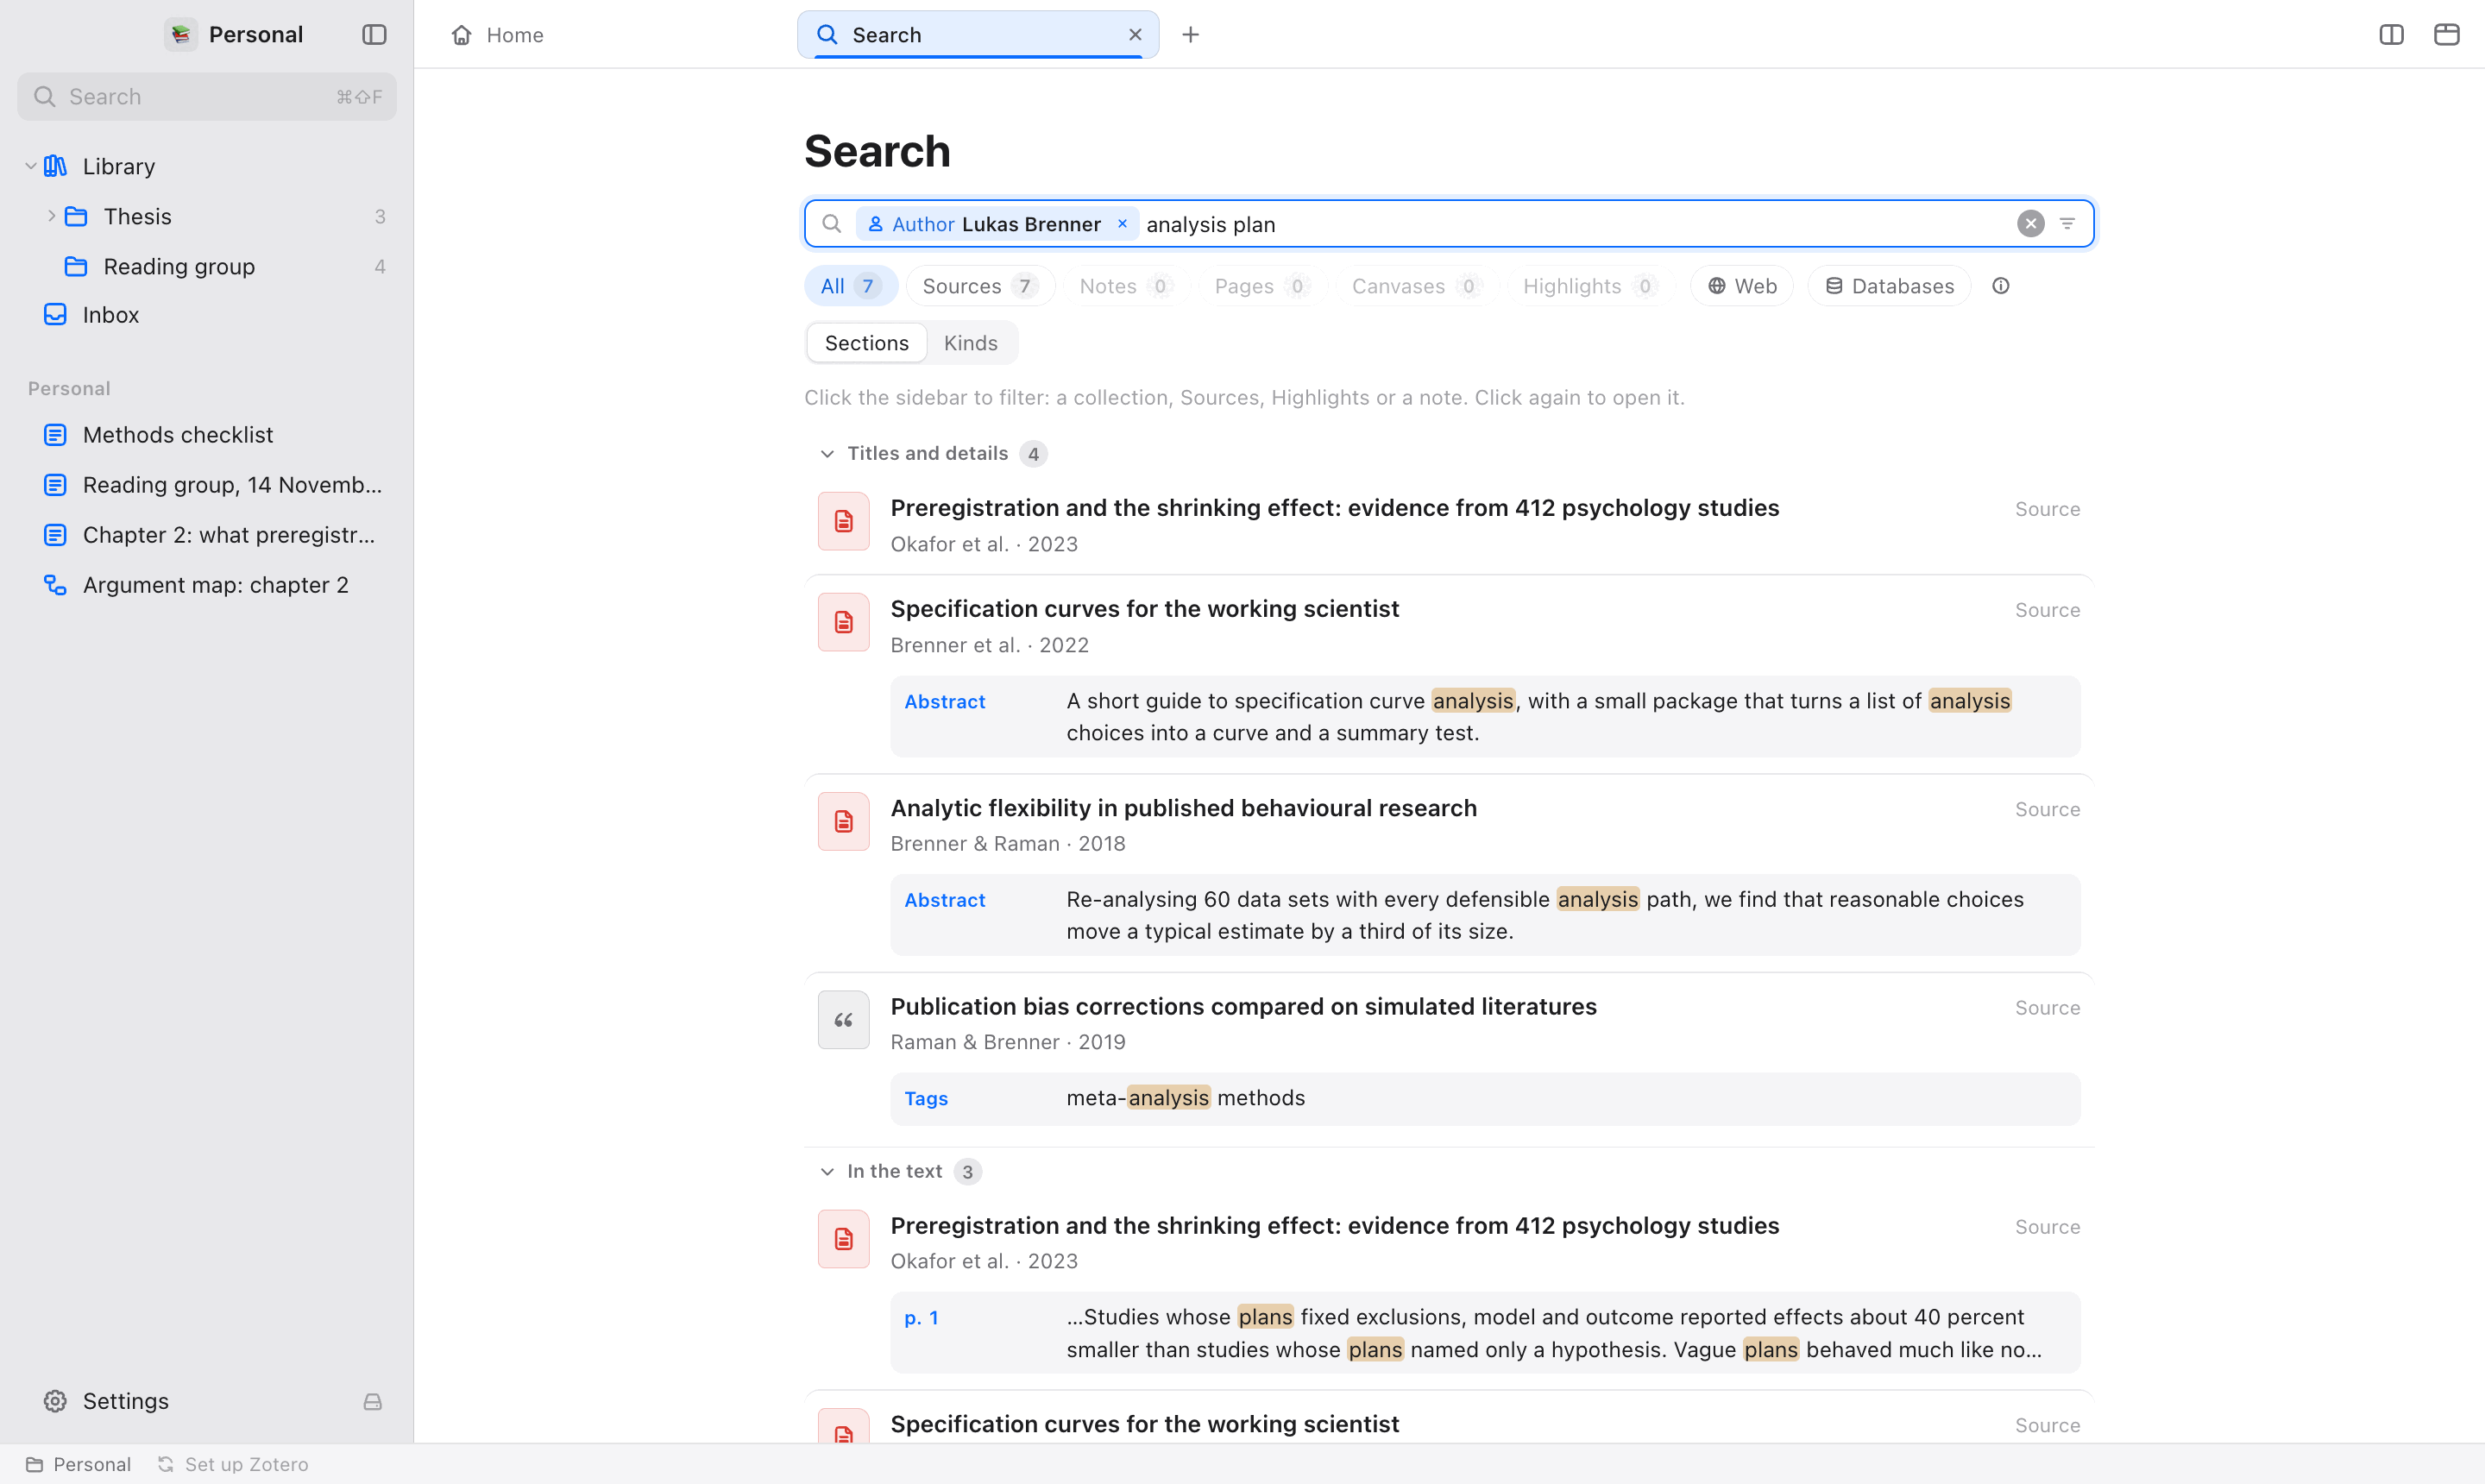 Personal
Search ⌘⇧F
Library
Thesis 3
Reading group 4
Inbox
Personal
Methods checklist
Reading group, 14 Novemb...
Chapter 2: what preregistr...
Argument map: chapter 2
Settings
Home
Search
Search
Author Lukas Brenner × analysis plan
All 7 Sources 7 Notes 0 Pages 0 Canvases 0 Highlights 0 Web Databases
Sections Kinds
Click the sidebar to filter: a collection, Sources, Highlights or a note. Click again to open it.
Titles and details 4
Preregistration and the shrinking effect: evidence from 412 psychology studies Source
Okafor et al. · 2023
Specification curves for the working scientist Source
Brenner et al. · 2022
Abstract A short guide to specification curve analysis, with a small package that turns a list of analysis
choices into a curve and a summary test.
Analytic flexibility in published behavioural research Source
Brenner & Raman · 2018
Abstract Re-analysing 60 data sets with every defensible analysis path, we find that reasonable choices
move a typical estimate by a third of its size.
Publication bias corrections compared on simulated literatures Source
Raman & Brenner · 2019
Tags meta-analysis methods
In the text 3
Preregistration and the shrinking effect: evidence from 412 psychology studies Source
Okafor et al. · 2023
p. 1 ...Studies whose plans fixed exclusions, model and outcome reported effects about 40 percent
smaller than studies whose plans named only a hypothesis. Vague plans behaved much like no...
Specification curves for the working scientist Source
Personal Set up Zotero